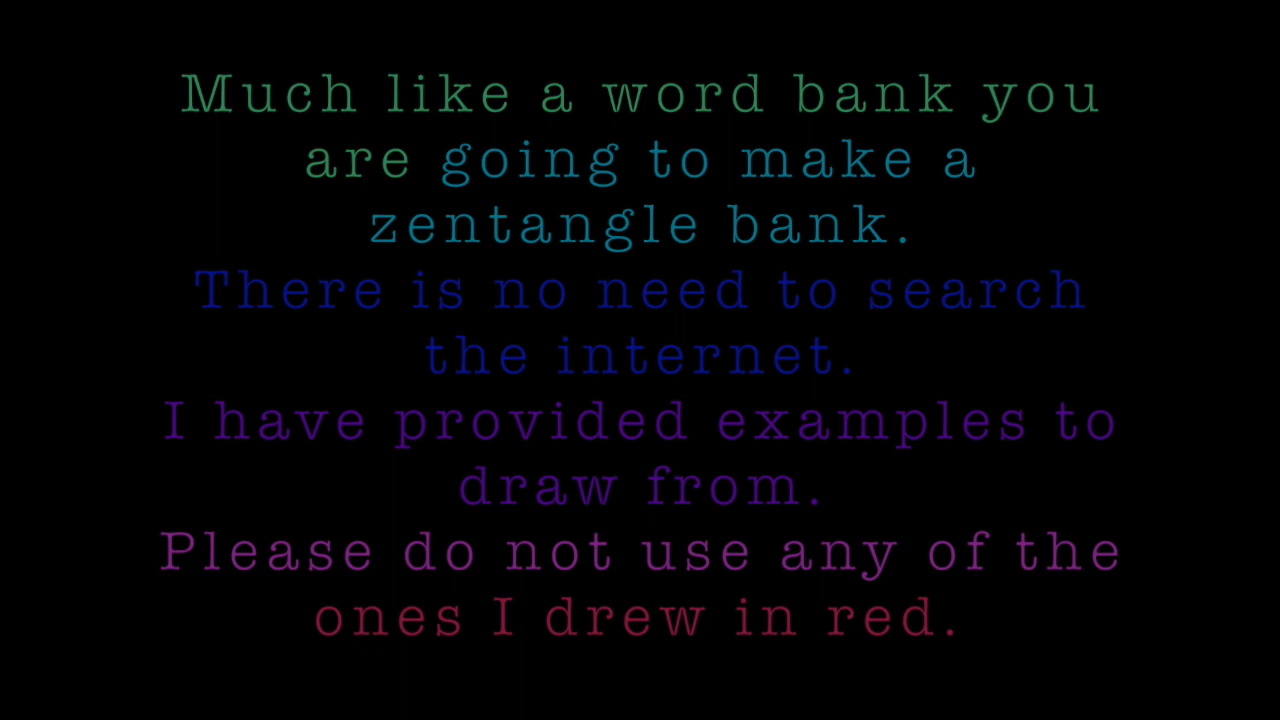 Much like a word bank you
are going to make a
zentangle bank.
There is no need to search
the internet.
I have provided examples to
draw from.
Please do not use any of the
ones I drew in red.